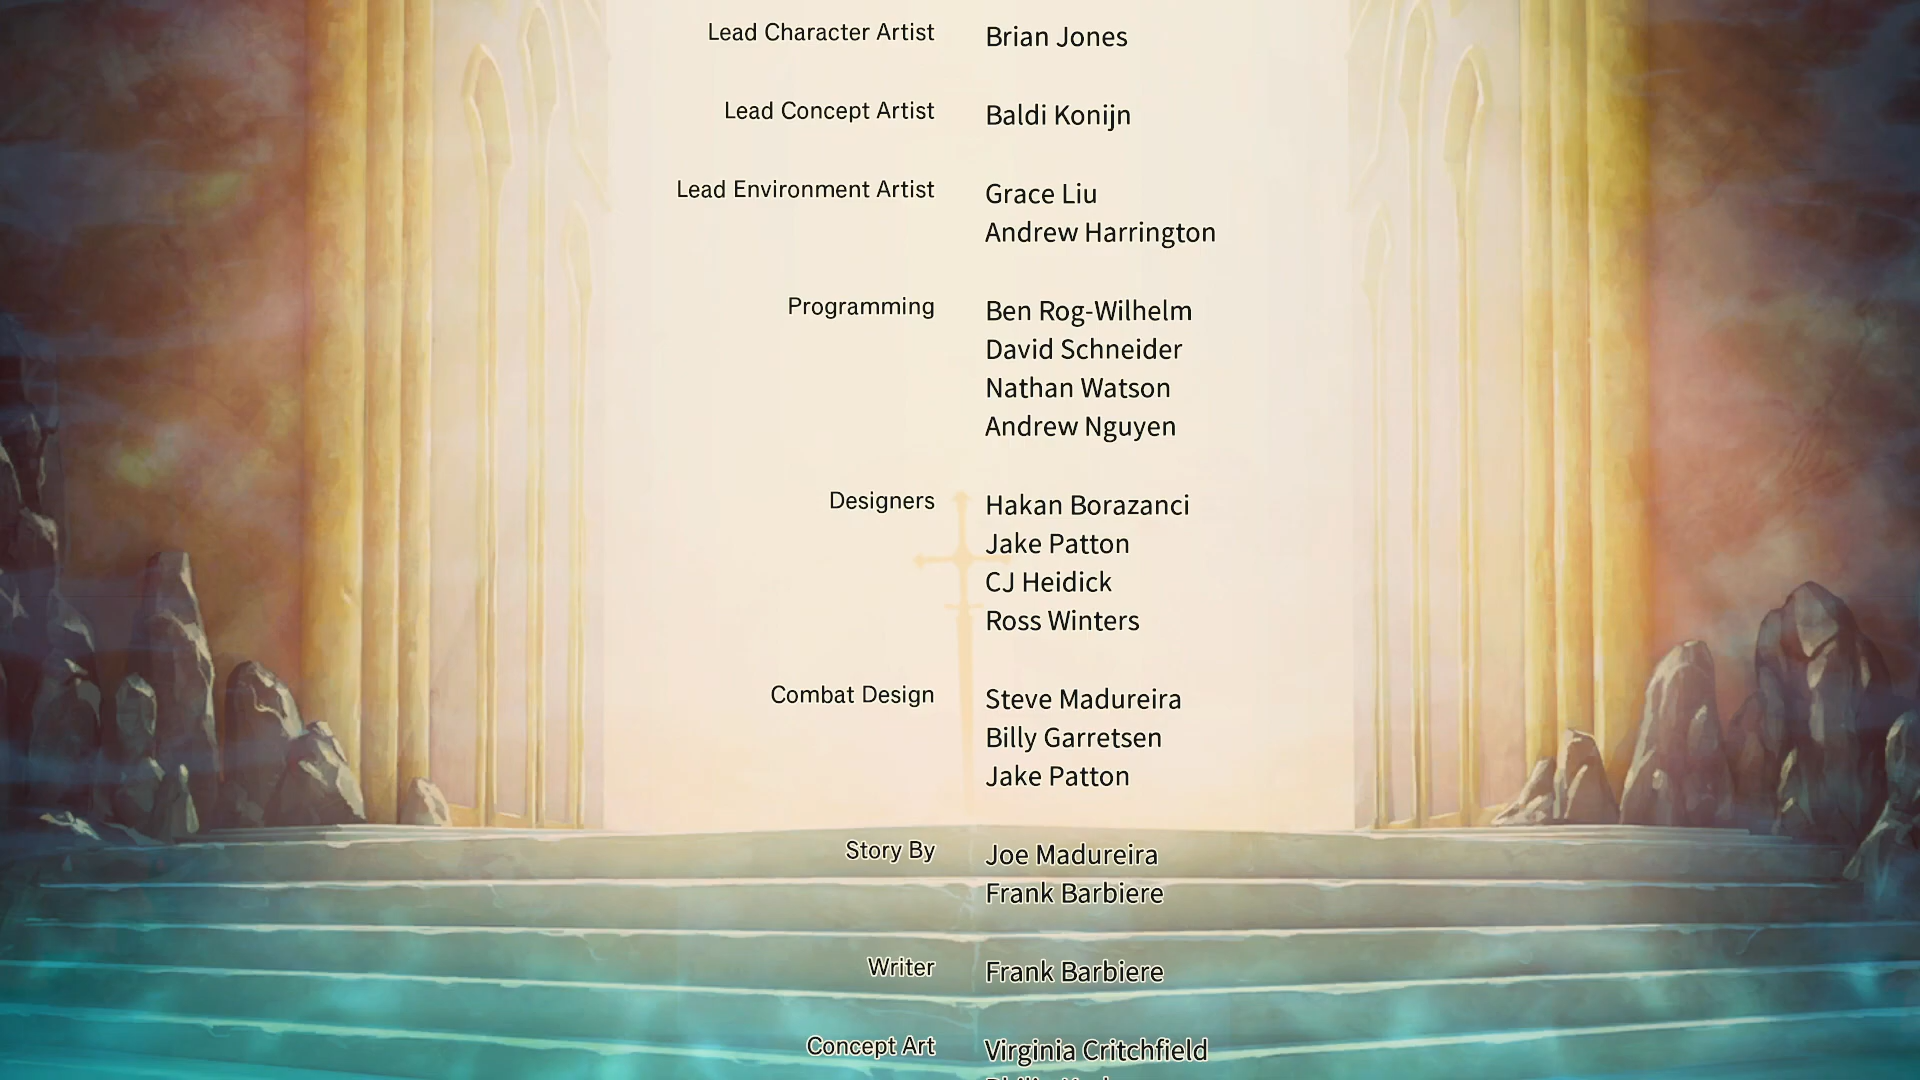 Lead Character Artist Brian Jones
Lead Concept Artist Baldi Konijn
Lead Environment Artist Grace Liu
Andrew Harrington
Programming Ben Rog-Wilhelm
David Schneider
Nathan Watson
Andrew Nguyen
Designers Hakan Borazanci
Jake Patton
CJ Heidick
Ross Winters
Combat Design Steve Madureira
Billy Garretsen
Jake Patton
Story By Joe Madureira
Frank Barbiere
Writer Frank Barbiere
Concept Art Virginia Critchfield